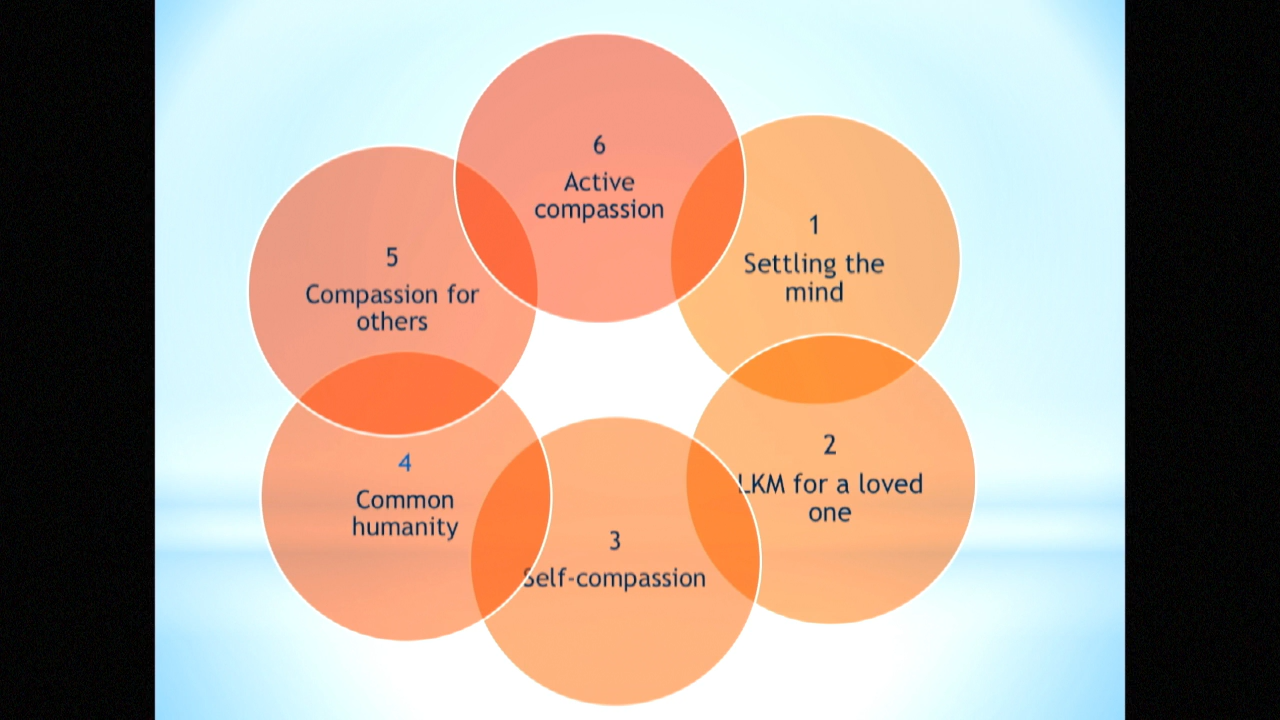 6
Active
compassion
1
Settling the
mind
2
LKM for a loved
one
3
Self-compassion
4
Common
humanity
5
Compassion for
others